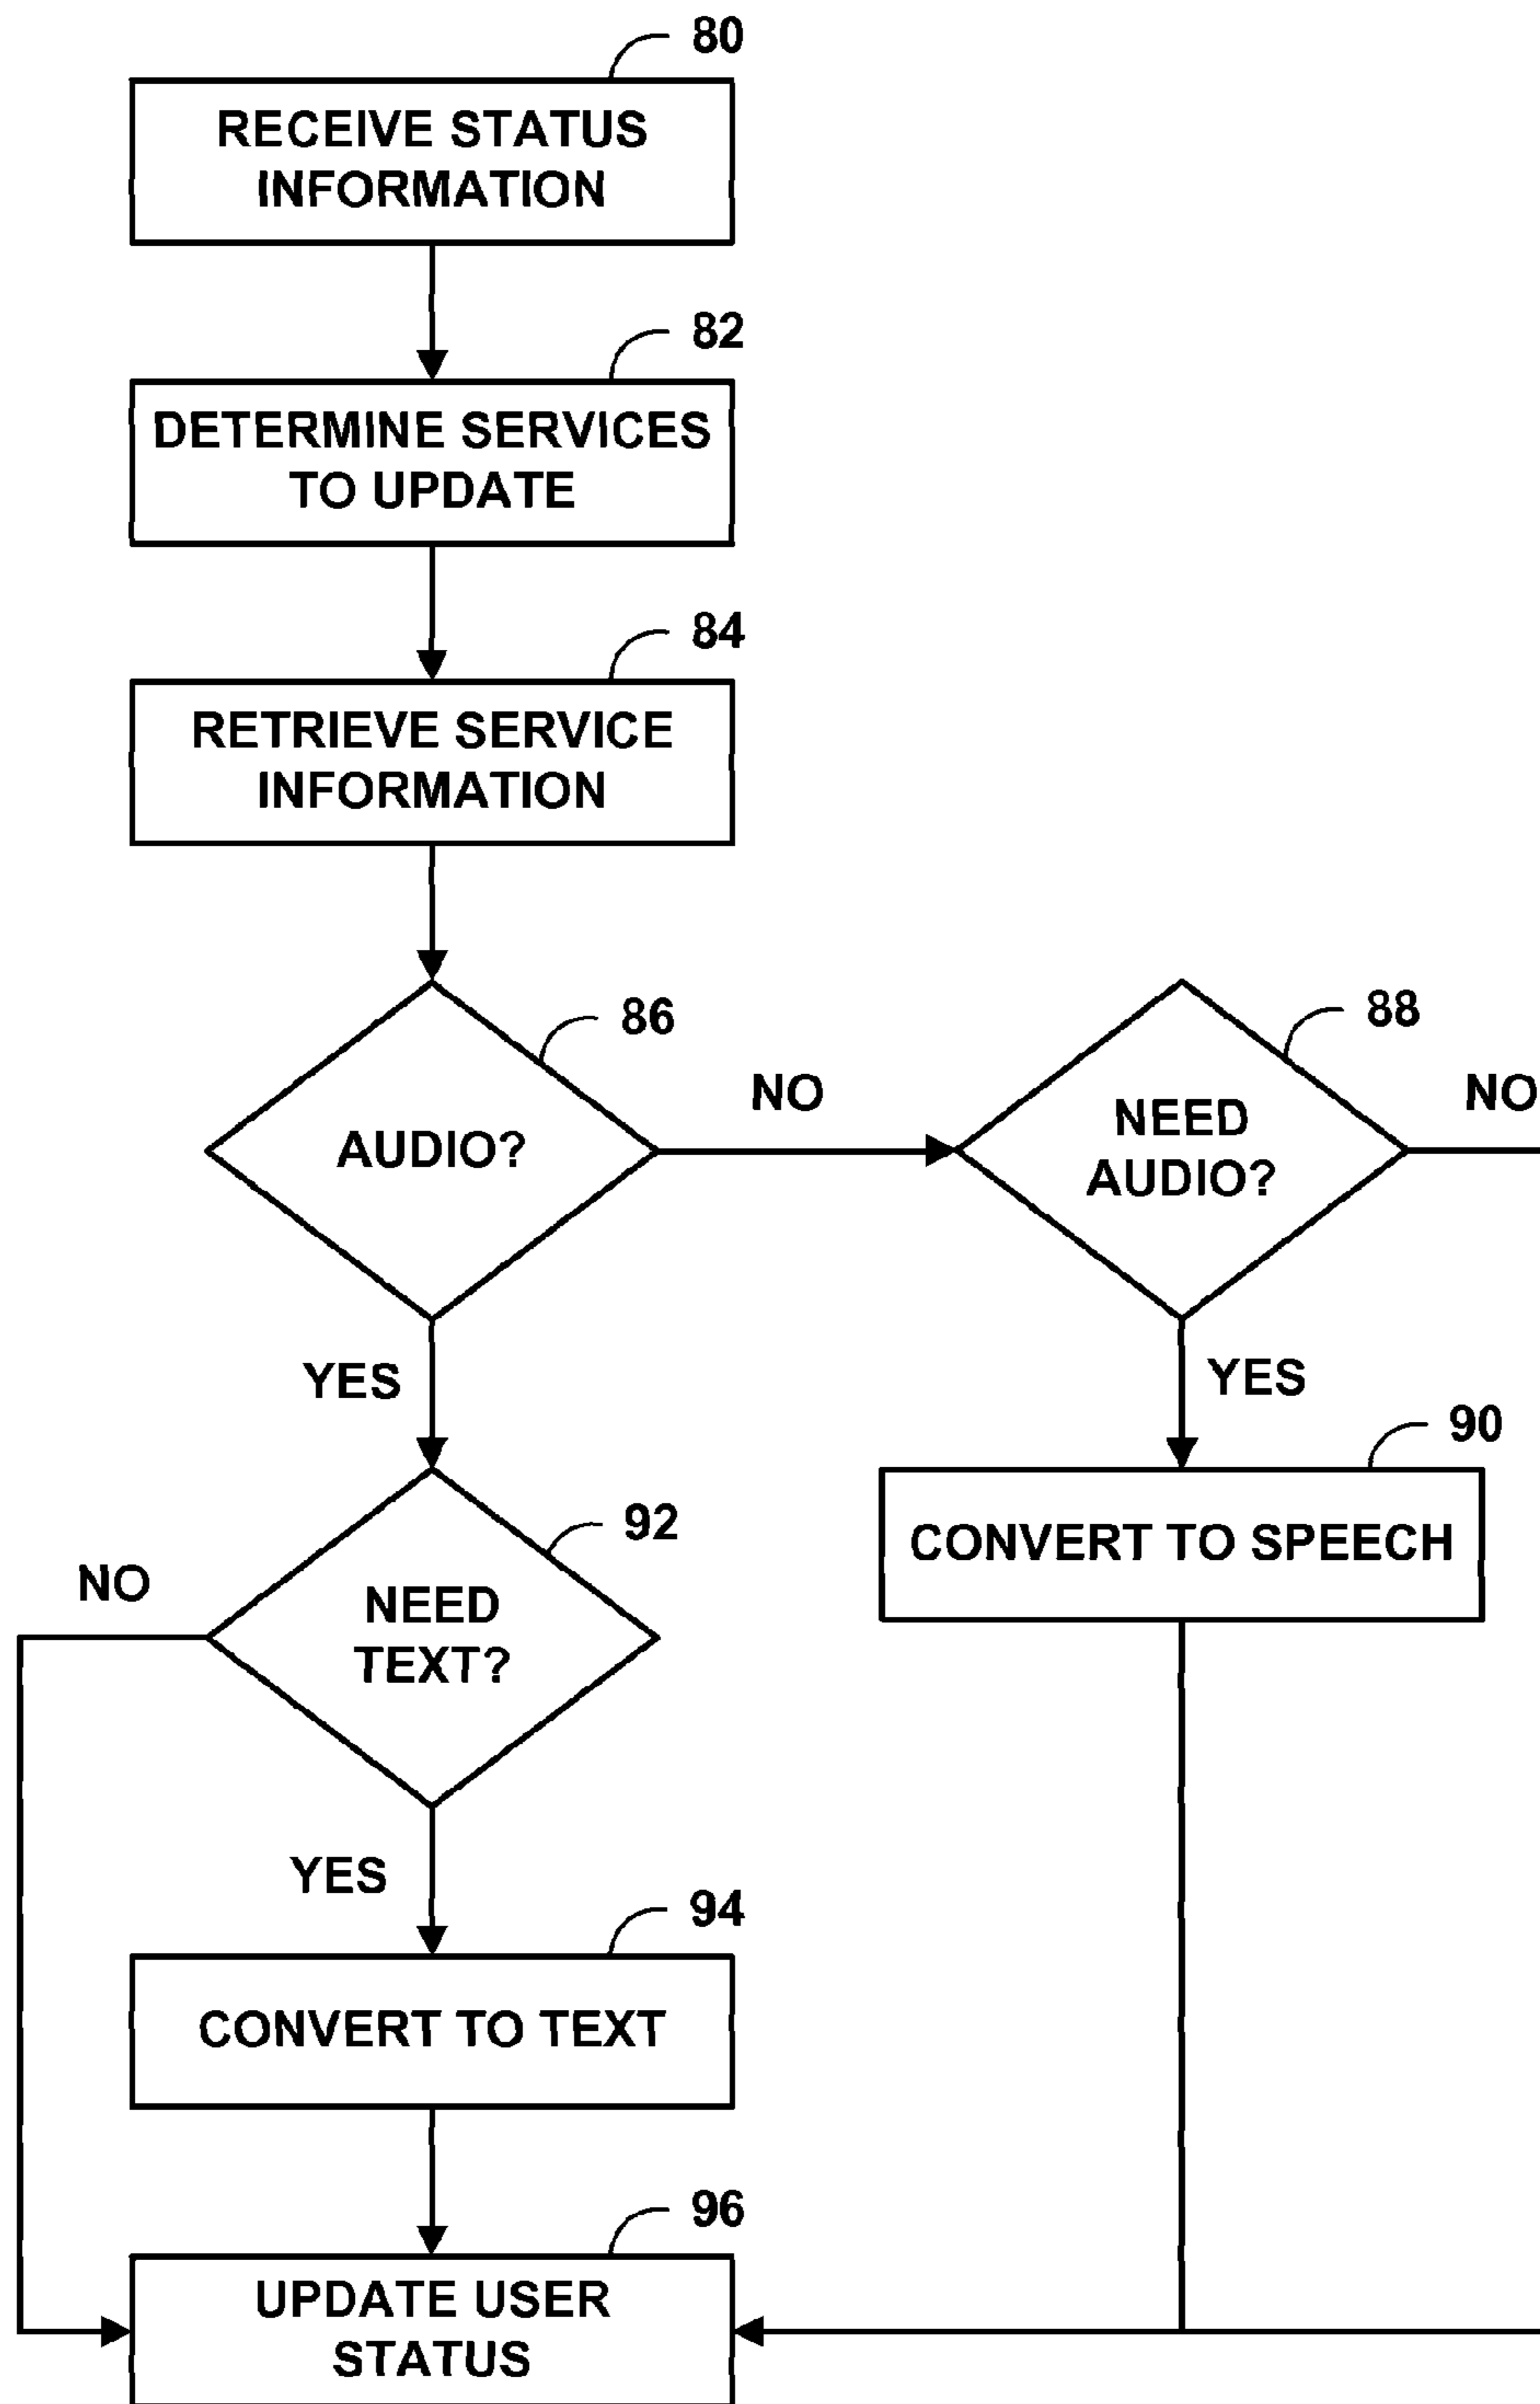 80
RECEIVE STATUS
INFORMATION
82
DETERMINE SERVICES
TO UPDATE
84
RETRIEVE SERVICE
INFORMATION
86
AUDIO?
NO
88
NEED
AUDIO?
NO
YES
YES
90
CONVERT TO SPEECH
92
NEED
TEXT?
NO
YES
94
CONVERT TO TEXT
96
UPDATE USER
STATUS